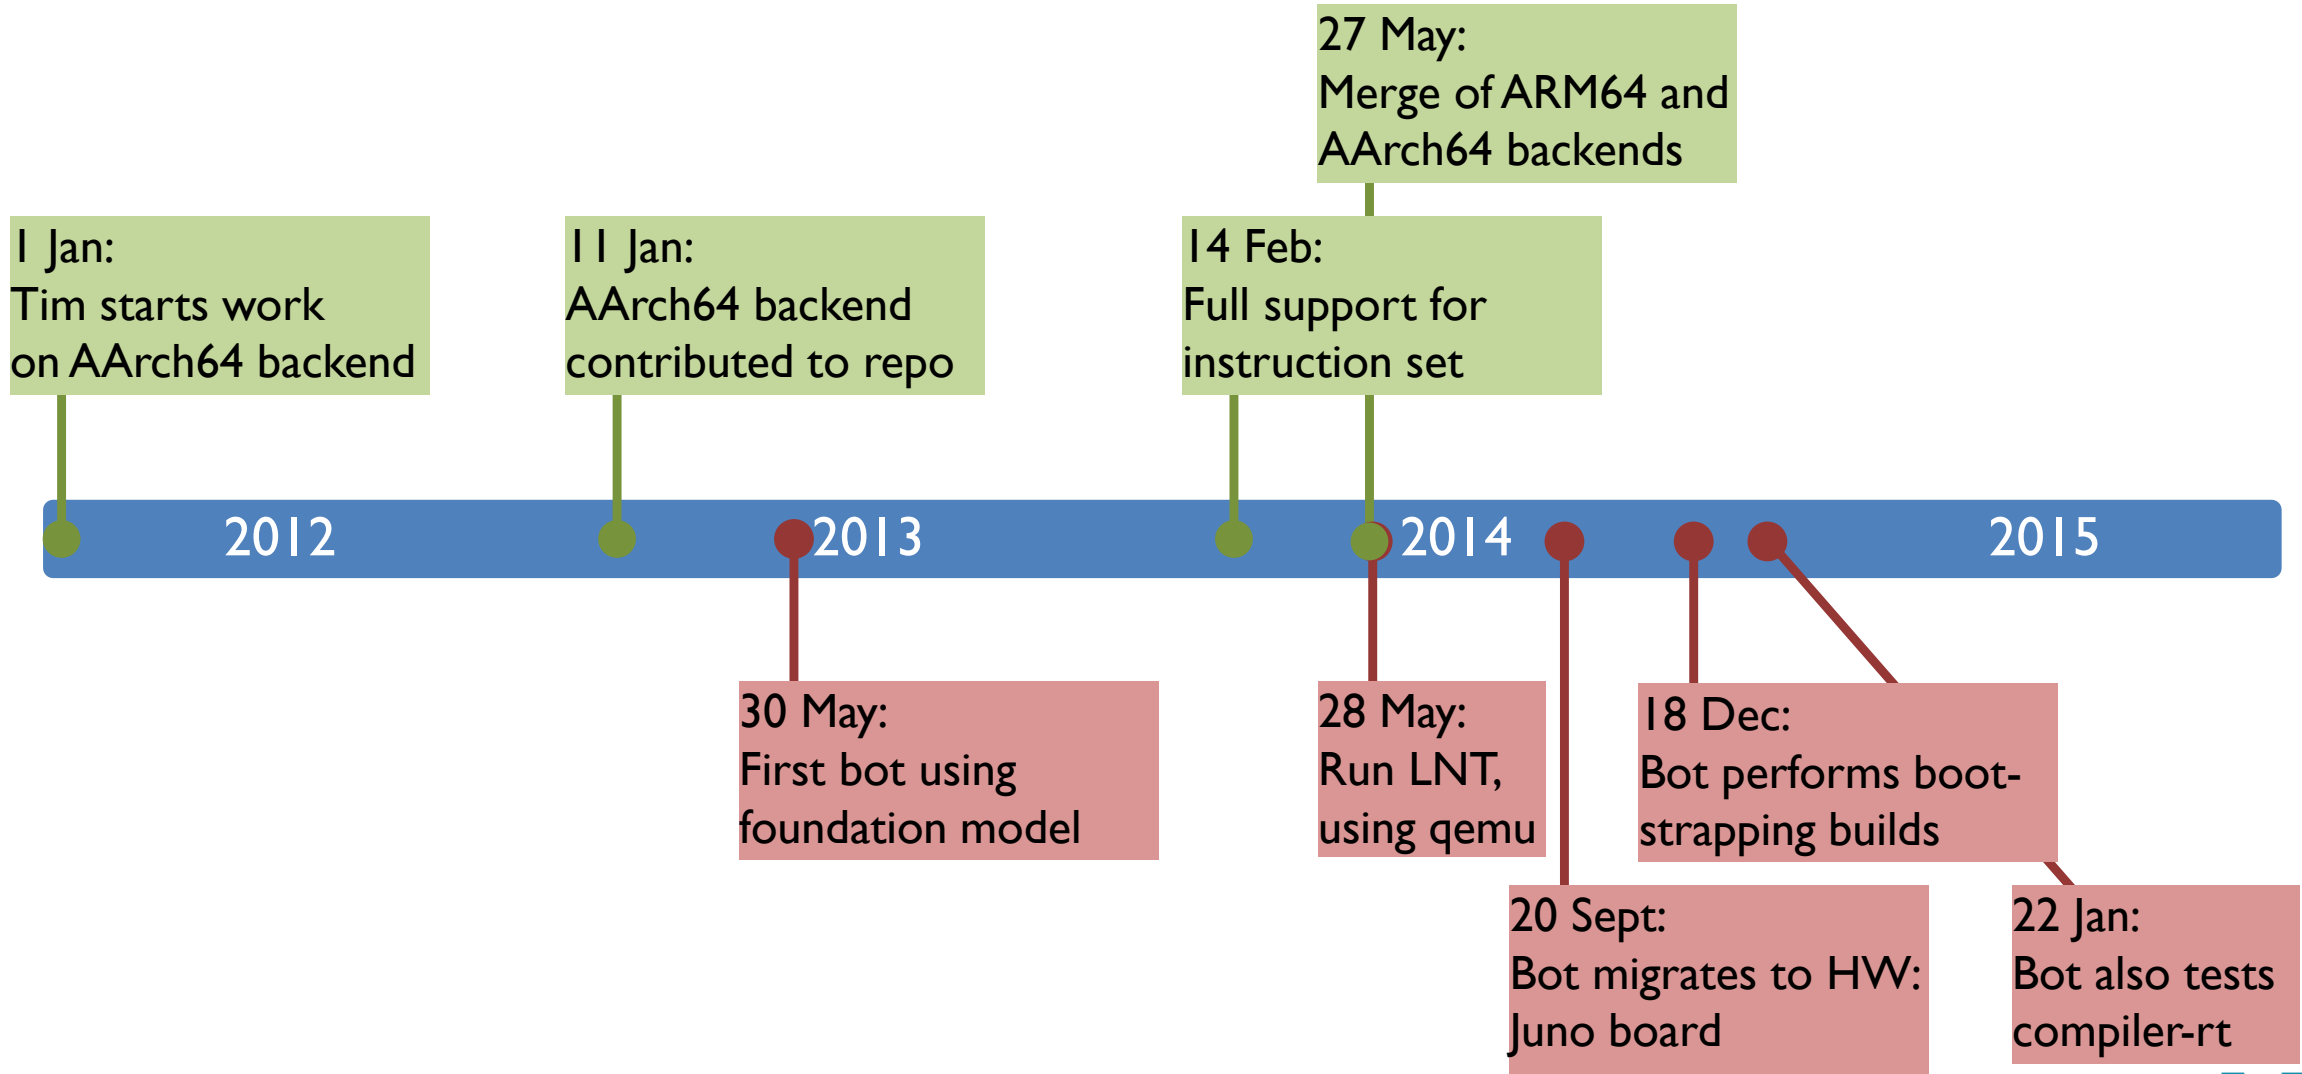 27 May:
Merge of ARM64 and
AArch64 backends
1 Jan:
Tim starts work
on AArch64 backend
11 Jan:
AArch64 backend
contributed to repo
14 Feb:
Full support for
instruction set
2012
2013
2014
2015
30 May:
First bot using
foundation model
28 May:
Run LNT,
using qemu
18 Dec:
Bot performs boot-
strapping builds
20 Sept:
Bot migrates to HW:
Juno board
22 Jan:
Bot also tests
compiler-rt